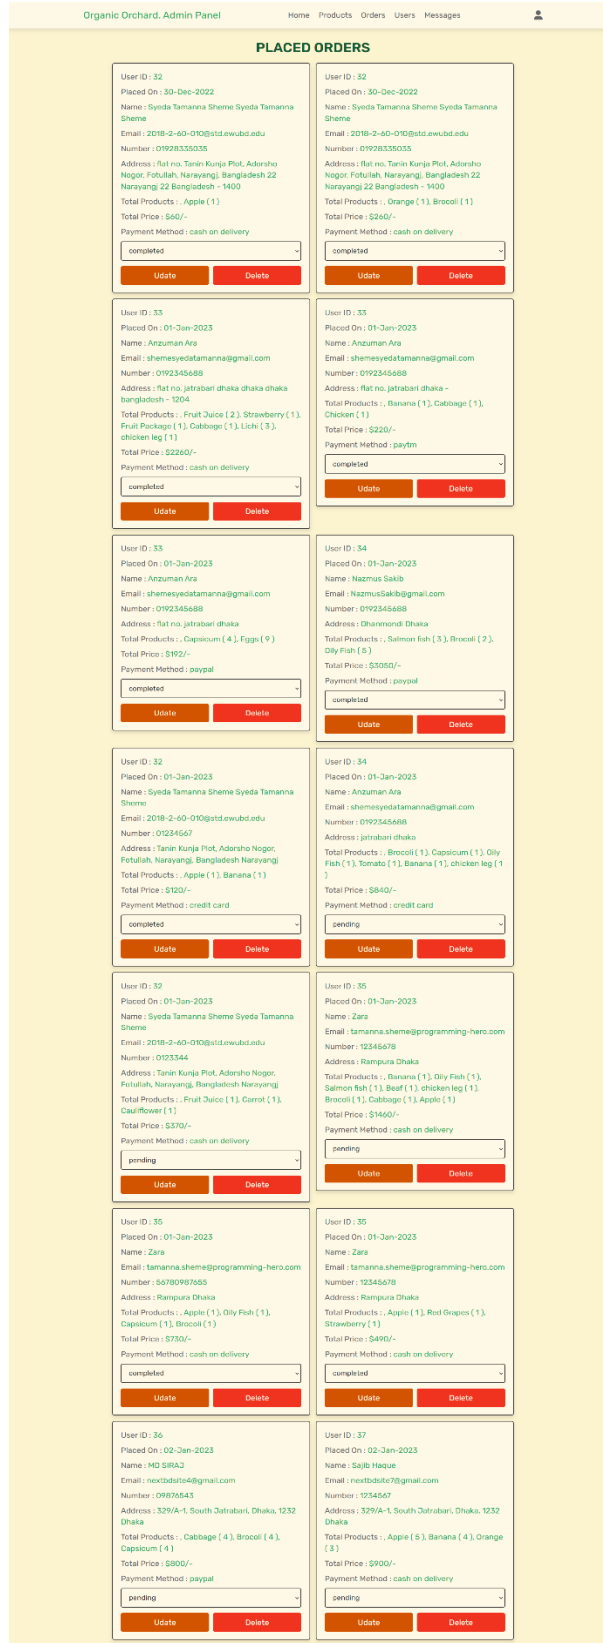 Organic Orchard. Admin Panel
Home Products Orders Users Messages
PLACED ORDERS
User ID : 32
Placed On : 30-Dec-2022
Name : Syeda Tamanna Sheme Syeda Tamanna
Sheme
Email : 2018-2-60-010@std.ewubd.edu
Number : 01928335035
Address : flat no. Tanin Kunja Plot, Adorsho
Nogor, Fotullah, Narayangj, Bangladesh 22
Narayangj 22 Bangladesh - 1400
Total Products : , Apple ( 1 )
Total Price : $60/-
Payment Method : cash on delivery
completed
Udate Delete
User ID : 32
Placed On : 30-Dec-2022
Name : Syeda Tamanna Sheme Syeda Tamanna
Sheme
Email : 2018-2-60-010@std.ewubd.edu
Number : 01928335035
Address : flat no. Tanin Kunja Plot, Adorsho
Nogor, Fotullah, Narayangj, Bangladesh 22
Narayangj 22 Bangladesh - 1400
Total Products : , Orange ( 1 ), Brocoli ( 1 )
Total Price : $260/-
Payment Method : cash on delivery
completed
Udate Delete
User ID : 33
Placed On : 01-Jan-2023
Name : Anzuman Ara
Email : shemesyedatamanna@gmail.com
Number : 0192345688
Address : flat no. jatrabari dhaka dhaka dhaka
bangladesh - 1204
Total Products : , Fruit Juice ( 2 ), Strawberry ( 1 ),
Fruit Package ( 1 ), Cabbage ( 1 ), Lichi ( 3 ),
chicken leg ( 1 )
Total Price : $2260/-
Payment Method : cash on delivery
completed
Udate Delete
User ID : 33
Placed On : 01-Jan-2023
Name : Anzuman Ara
Email : shemesyedatamanna@gmail.com
Number : 0192345688
Address : flat no. jatrabari dhaka -
Total Products : , Banana ( 1 ), Cabbage ( 1 ),
Chicken ( 1 )
Total Price : $220/-
Payment Method : paytm
completed
Udate Delete
User ID : 33
Placed On : 01-Jan-2023
Name : Anzuman Ara
Email : shemesyedatamanna@gmail.com
Number : 0192345688
Address : flat no. jatrabari dhaka
Total Products : , Capsicum ( 4 ), Eggs ( 9 )
Total Price : $192/-
Payment Method : paypal
completed
Udate Delete
User ID : 34
Placed On : 01-Jan-2023
Name : Nazmus Sakib
Email : NazmusSakib@gmail.com
Number : 0192345688
Address : Dhanmondi Dhaka
Total Products : , Salmon fish ( 3 ), Brocoli ( 2 ),
Oily Fish ( 5 )
Total Price : $3050/-
Payment Method : paypal
completed
Udate Delete
User ID : 32
Placed On : 01-Jan-2023
Name : Syeda Tamanna Sheme Syeda Tamanna
Sheme
Email : 2018-2-60-010@std.ewubd.edu
Number : 01234567
Address : Tanin Kunja Plot, Adorsho Nogor,
Fotullah, Narayangj, Bangladesh Narayangj
Total Products : , Apple ( 1 ), Banana ( 1 )
Total Price : $120/-
Payment Method : credit card
completed
Udate Delete
User ID : 34
Placed On : 01-Jan-2023
Name : Anzuman Ara
Email : shemesyedatamanna@gmail.com
Number : 0192345688
Address : jatrabari dhaka
Total Products : , Brocoli ( 1 ), Capsicum ( 1 ), Oily
Fish ( 1 ), Tomato ( 1 ), Banana ( 1 ), chicken leg ( 1
)
Total Price : $840/-
Payment Method : credit card
pending
Udate Delete
User ID : 32
Placed On : 01-Jan-2023
Name : Syeda Tamanna Sheme Syeda Tamanna
Sheme
Email : 2018-2-60-010@std.ewubd.edu
Number : 0123344
Address : Tanin Kunja Plot, Adorsho Nogor,
Fotullah, Narayangj, Bangladesh Narayangj
Total Products : , Fruit Juice ( 1 ), Carrot ( 1 ),
Cauliflower ( 1 )
Total Price : $370/-
Payment Method : cash on delivery
pending
Udate Delete
User ID : 35
Placed On : 01-Jan-2023
Name : Zara
Email : tamanna.sheme@programming-hero.com
Number : 12345678
Address : Rampura Dhaka
Total Products : , Banana ( 1 ), Oily Fish ( 1 ),
Salmon fish ( 1 ), Beaf ( 1 ), chicken leg ( 1 ),
Brocoli ( 1 ), Cabbage ( 1 ), Apple ( 1 )
Total Price : $1460/-
Payment Method : cash on delivery
pending
Udate Delete
User ID : 35
Placed On : 01-Jan-2023
Name : Zara
Email : tamanna.sheme@programming-hero.com
Number : 56780987655
Address : Rampura Dhaka
Total Products : , Apple ( 1 ), Oily Fish ( 1 ),
Capsicum ( 1 ), Brocoli ( 1 )
Total Price : $730/-
Payment Method : cash on delivery
completed
Udate Delete
User ID : 35
Placed On : 01-Jan-2023
Name : Zara
Email : tamanna.sheme@programming-hero.com
Number : 12345678
Address : Rampura Dhaka
Total Products : , Apple ( 1 ), Red Grapes ( 1 ),
Strawberry ( 1 )
Total Price : $490/-
Payment Method : cash on delivery
completed
Udate Delete
User ID : 36
Placed On : 02-Jan-2023
Name : MD SIRAJ
Email : nextbdsite4@gmail.com
Number : 09876543
Address : 329/A-1, South Jatrabari, Dhaka, 1232
Dhaka
Total Products : , Cabbage ( 4 ), Brocoli ( 4 ),
Capsicum ( 4 )
Total Price : $800/-
Payment Method : paypal
pending
Udate Delete
User ID : 37
Placed On : 02-Jan-2023
Name : Sajib Haque
Email : nextbdsite7@gmail.com
Number : 1234567
Address : 329/A-1, South Jatrabari, Dhaka, 1232
Dhaka
Total Products : , Apple ( 5 ), Banana ( 4 ), Orange
( 3 )
Total Price : $900/-
Payment Method : cash on delivery
pending
Udate Delete